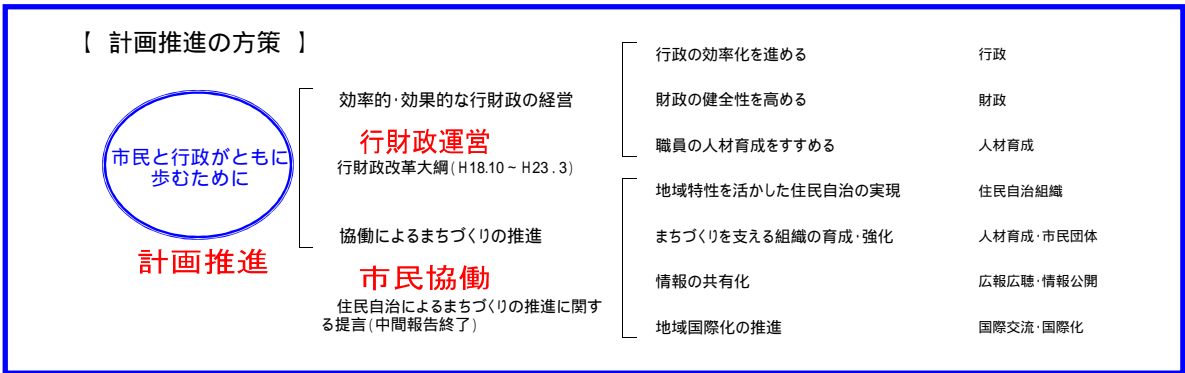 【 計画推進の方策 】
市民と行政がともに
歩むために
計画推進
効率的･効果的な行財政の経営
行財政運営
行財政改革大綱(H18.10~H23.3)
協働によるまちづくりの推進
市民協働
住民自治によるまちづくりの推進に関す
る提言(中間報告終了)
行政の効率化を進める 行政
財政の健全性を高める 財政
職員の人材育成をすすめる 人材育成
地域特性を活かした住民自治の実現 住民自治組織
まちづくりを支える組織の育成･強化 人材育成･市民団体
情報の共有化 広報広聴･情報公開
地域国際化の推進 国際交流･国際化